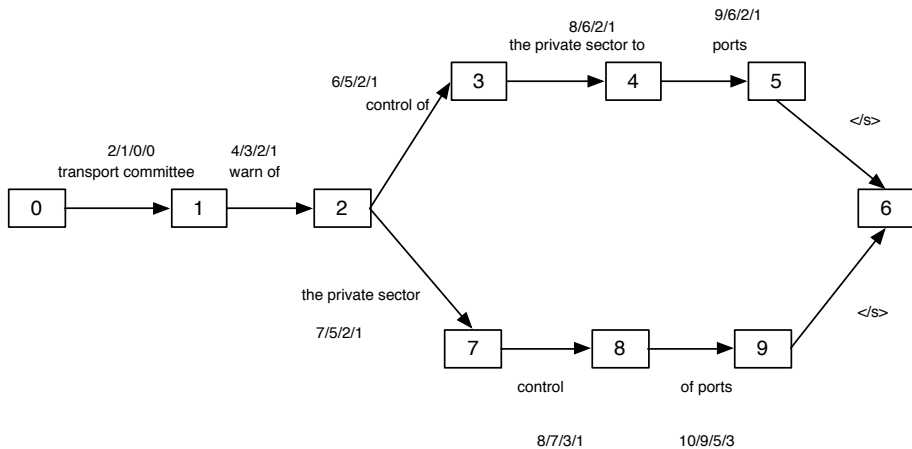 8/6/2/1
the private sector to
9/6/2/1
ports
3
4
5
6/5/2/1
control of
</s>
2/1/0/0
transport committee
4/3/2/1
warn of
0
1
2
6
the private sector
7/5/2/1
</s>
7
8
9
control
of ports
8/7/3/1
10/9/5/3